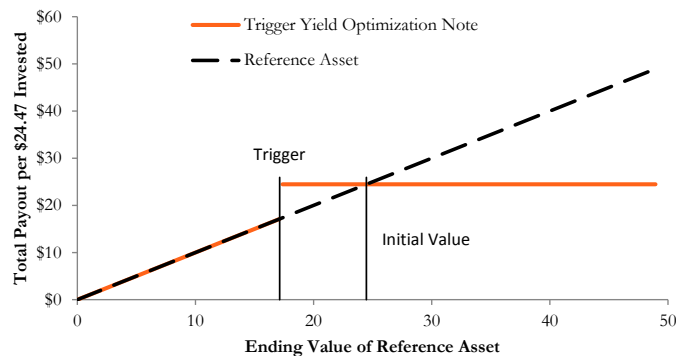 Trigger Yield Optimization Note
Reference Asset
Total Payout per $24.47 Invested
$60
$50
$40
$30
$20
$10
$0
Trigger
Initial Value
0
10
20
30
40
50
Ending Value of Reference Asset